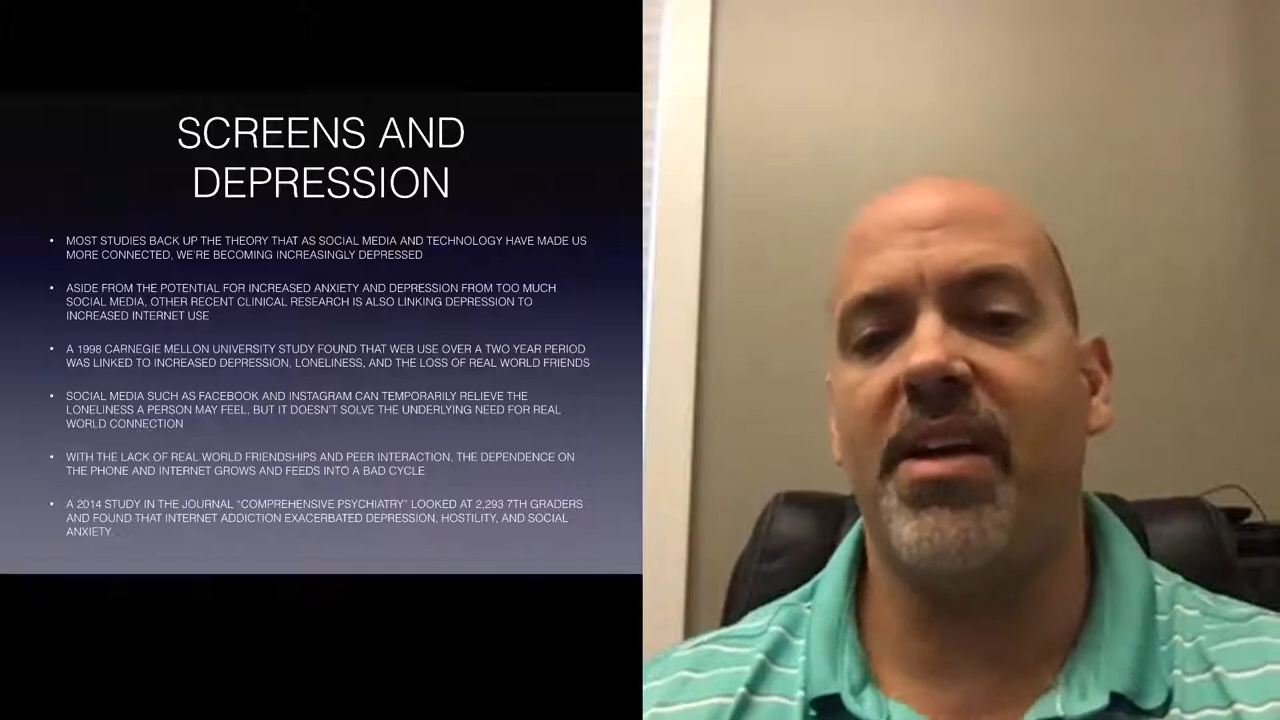 SCREENS AND
DEPRESSION
• MOST STUDIES BACK UP THE THEORY THAT AS SOCIAL MEDIA AND TECHNOLOGY HAVE MADE US
MORE CONNECTED, WE'RE BECOMING INCREASINGLY DEPRESSED
• ASIDE FROM THE POTENTIAL FOR INCREASED ANXIETY AND DEPRESSION FROM TOO MUCH
SOCIAL MEDIA, OTHER RECENT CLINICAL RESEARCH IS ALSO LINKING DEPRESSION TO
INCREASED INTERNET USE
• A 1998 CARNEGIE MELLON UNIVERSITY STUDY FOUND THAT WEB USE OVER A TWO YEAR PERIOD
WAS LINKED TO INCREASED DEPRESSION, LONELINESS, AND THE LOSS OF REAL WORLD FRIENDS
• SOCIAL MEDIA SUCH AS FACEBOOK AND INSTAGRAM CAN TEMPORARILY RELIEVE THE
LONELINESS A PERSON MAY FEEL, BUT IT DOESN'T SOLVE THE UNDERLYING NEED FOR REAL
WORLD CONNECTION
• WITH THE LACK OF REAL WORLD FRIENDSHIPS AND PEER INTERACTION, THE DEPENDENCE ON
THE PHONE AND INTERNET GROWS AND FEEDS INTO A BAD CYCLE
• A 2014 STUDY IN THE JOURNAL "COMPREHENSIVE PSYCHIATRY" LOOKED AT 2,293 7TH GRADERS
AND FOUND THAT INTERNET ADDICTION EXACERBATED DEPRESSION, HOSTILITY, AND SOCIAL
ANXIETY.